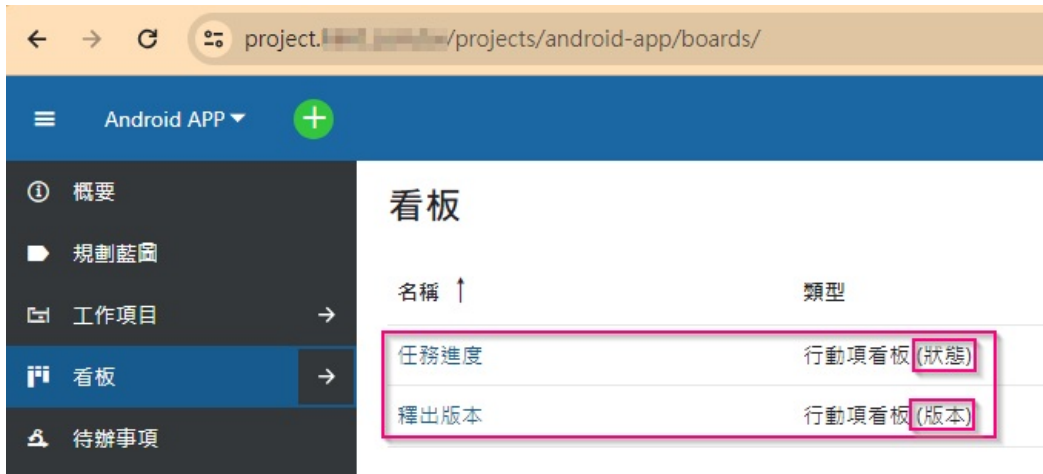 project. /projects/android-app/boards/
Android APP
概要
規劃藍圖
工作項目
看板
待辦事項
看板
名稱 ↑ 類型
任務進度 行動項看板 (狀態)
釋出版本 行動項看板 (版本)